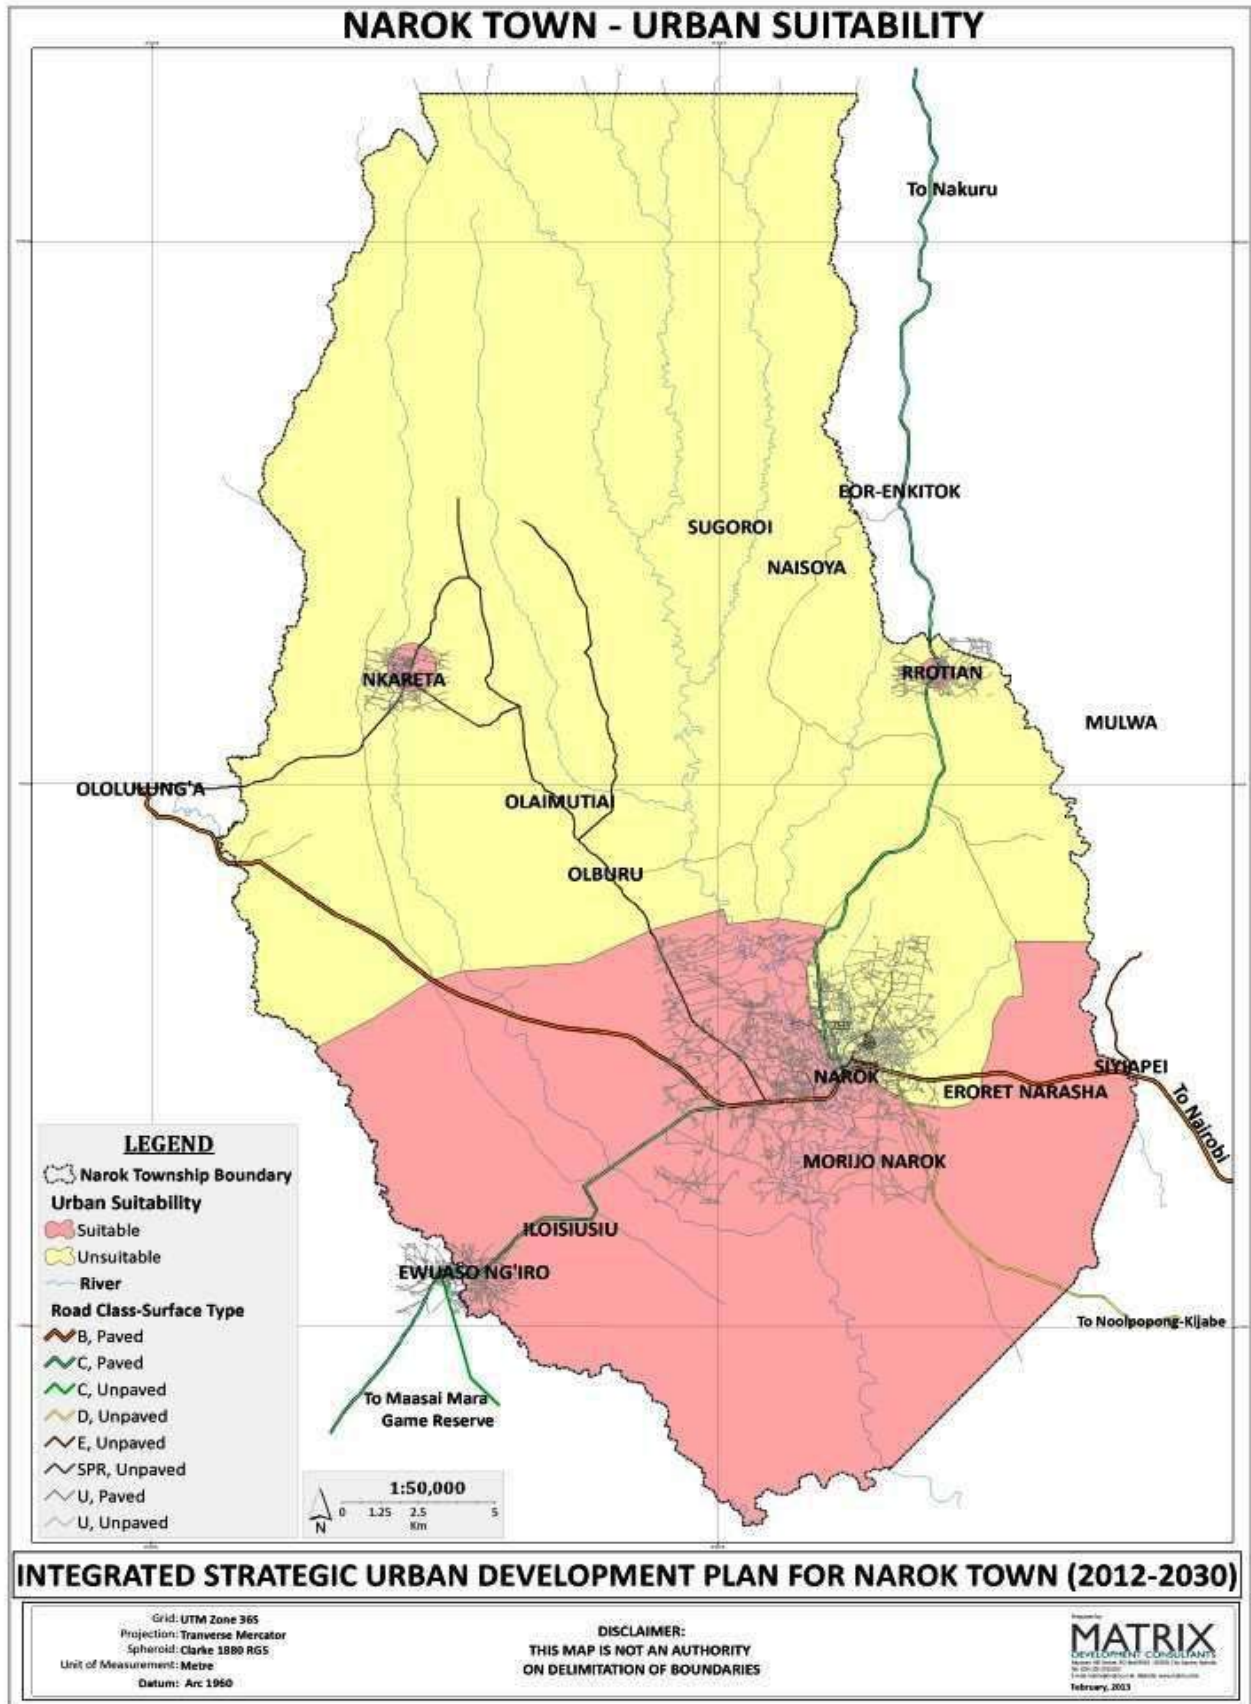 NAROK TOWN - URBAN SUITABILITY
To Nakuru
EOR-ENKITOK
SUGOROI
NAISOYA
NKARETA
RROTIAN
MULWA
OLOLULUNG'A
OLAIMUTIAI
OLBURU
NAROK
SIYIAPEI
ERORET NARASHA
To Nairobi
MORIJO NAROK
ILOISIUSIU
EWUASO NG'IRO
To Noolpopong-Kijabe
To Maasai Mara
Game Reserve
LEGEND
Narok Township Boundary
Urban Suitability
Suitable
Unsuitable
River
Road Class-Surface Type
B, Paved
C, Paved
C, Unpaved
D, Unpaved
E, Unpaved
SPR, Unpaved
U, Paved
U, Unpaved
1:50,000
0 1.25 2.5 5
Km
N
INTEGRATED STRATEGIC URBAN DEVELOPMENT PLAN FOR NAROK TOWN (2012-2030)
Grid: UTM Zone 36S
Projection: Tranverse Mercator
Spheroid: Clarke 1880 RGS
Unit of Measurement: Metre
Datum: Arc 1960
DISCLAIMER:
THIS MAP IS NOT AN AUTHORITY
ON DELIMITATION OF BOUNDARIES
Prepared by
MATRIX
DEVELOPMENT CONSULTANTS
February, 2013